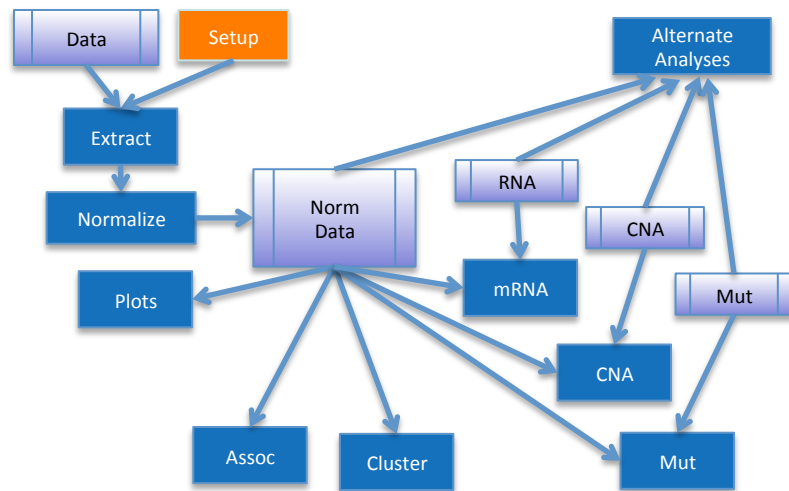 Data
Setup
Alternate
Analyses
Extract
RNA
Normalize
Norm
Data
CNA
Plots
mRNA
Mut
CNA
Assoc
Cluster
Mut